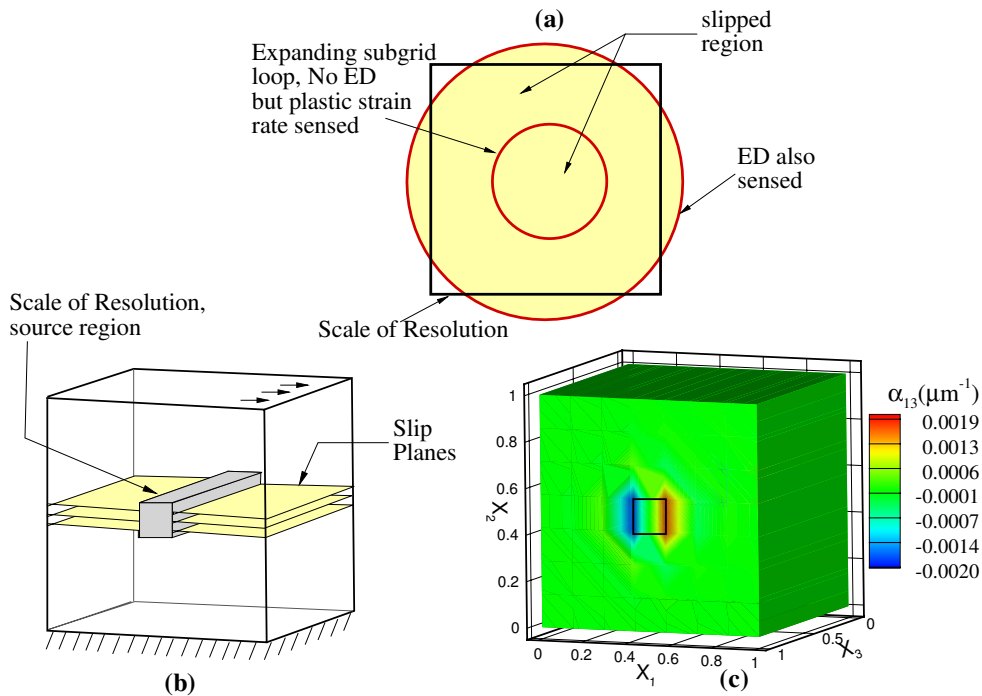 (a)
slipped
region
Expanding subgrid
loop, No ED
but plastic strain
rate sensed
ED also
sensed
Scale of Resolution
Scale of Resolution,
source region
Slip
Planes
(b)
α13(μm-1)
0.0019
0.0013
0.0006
-0.0001
-0.0007
-0.0014
-0.0020
1
0.8
0.6
0.4
0.2
0
X2
0
0.2
0.4
0.6
0.8
1
X1
1
0.5
0
X3
(c)